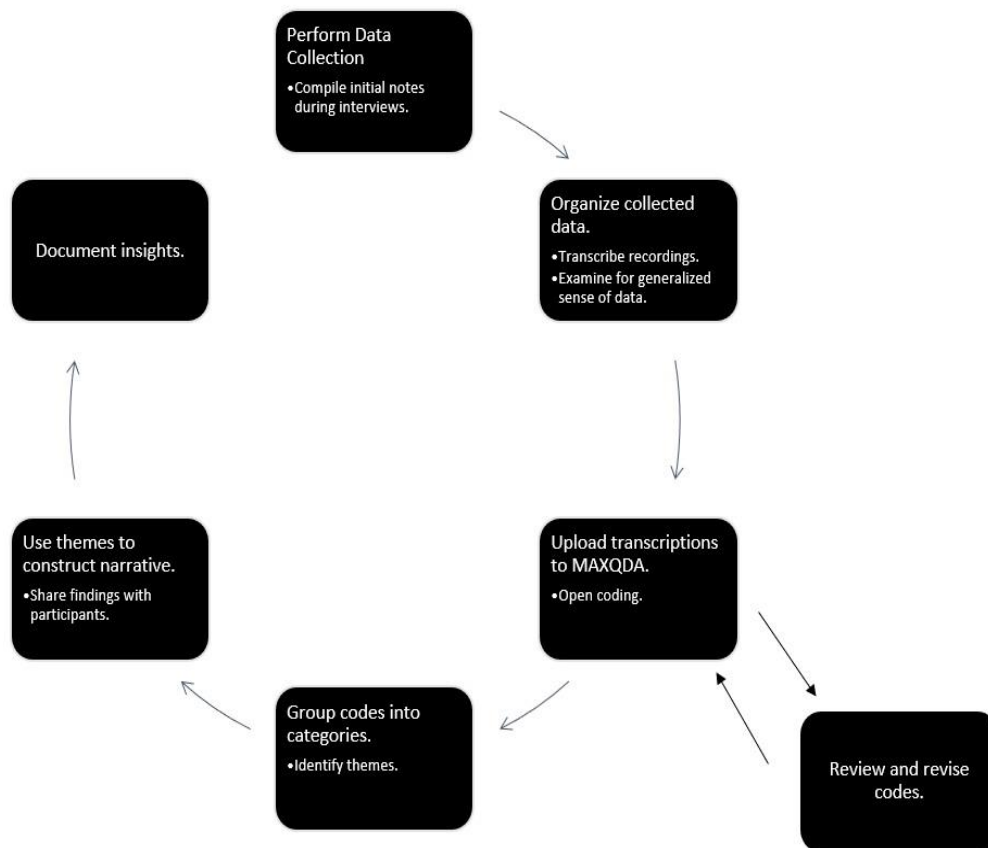 Perform Data
Collection
•Compile initial notes
during interviews.
Organize collected
data.
•Transcribe recordings.
•Examine for generalized
sense of data.
Upload transcriptions
to MAXQDA.
•Open coding.
Review and revise
codes.
Group codes into
categories.
•Identify themes.
Use themes to
construct narrative.
•Share findings with
participants.
Document insights.